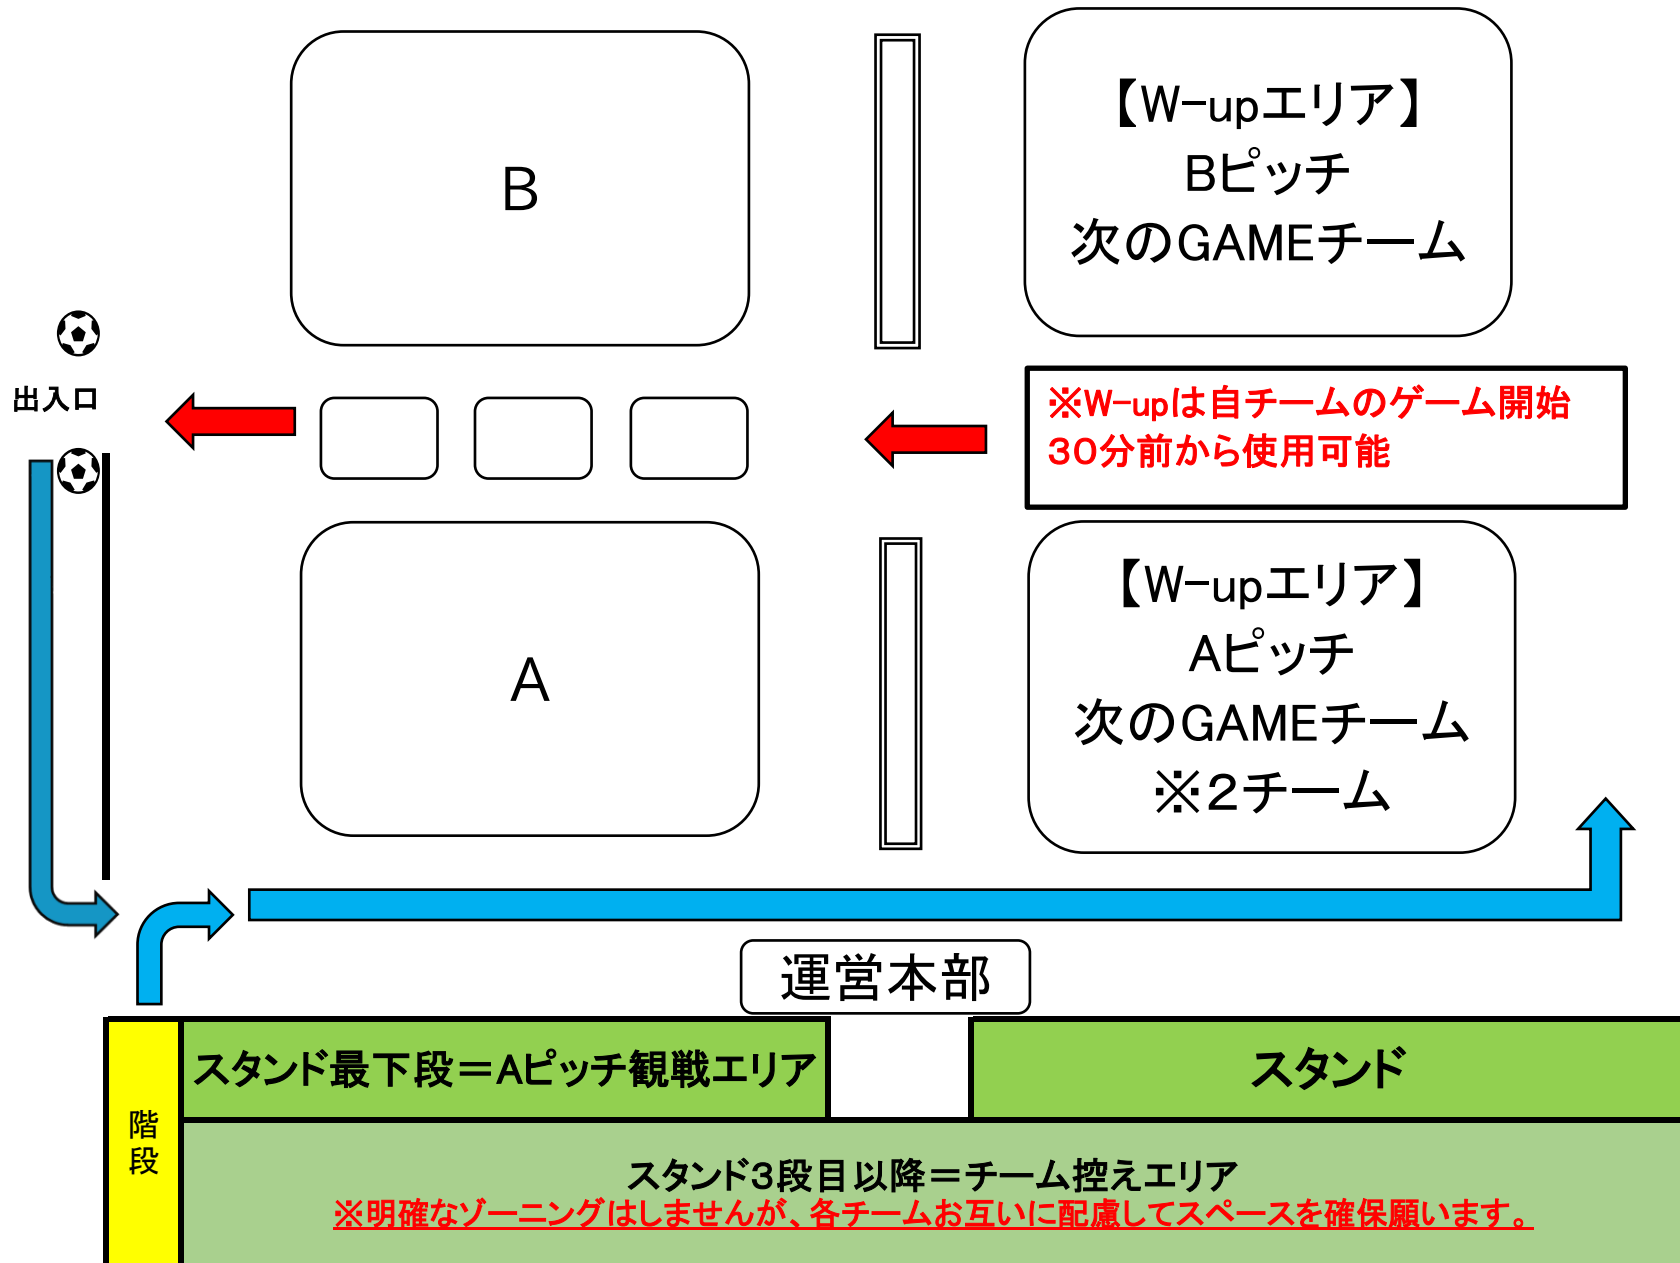 B
【W-upエリア】
Bピッチ
次のGAMEチーム
出入口
※W-upは自チームのゲーム開始
30分前から使用可能
A
【W-upエリア】
Aピッチ
次のGAMEチーム
※2チーム
運営本部
スタンド最下段＝Aピッチ観戦エリア
スタンド
階
段
スタンド3段目以降＝チーム控えエリア
※明確なゾーニングはしませんが、各チームお互いに配慮してスペースを確保願います。